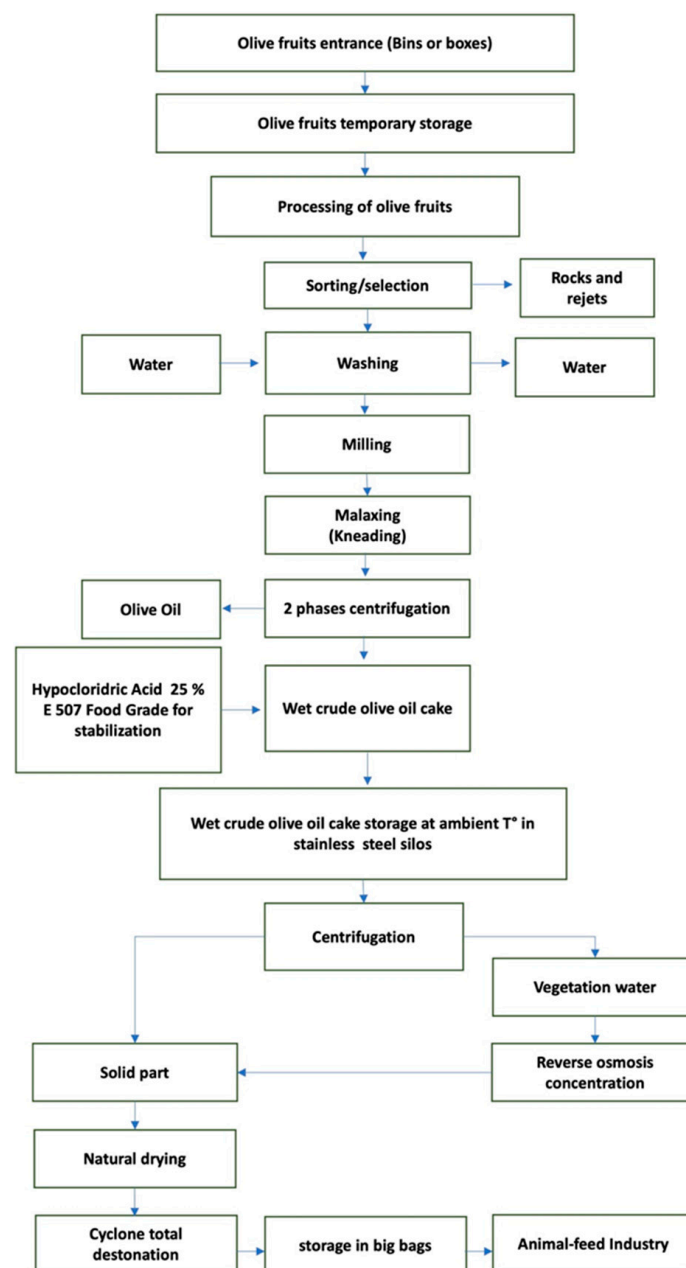 Olive fruits entrance (Bins or boxes)
Olive fruits temporary storage
Processing of olive fruits
Sorting/selection
Rocks and
rejets
Water
Washing
Water
Milling
Malaxing
(Kneading)
Olive Oil
2 phases centrifugation
Hypocloridric Acid 25 %
E 507 Food Grade for
stabilization
Wet crude olive oil cake
Wet crude olive oil cake storage at ambient T° in
stainless steel silos
Centrifugation
Vegetation water
Solid part
Reverse osmosis
concentration
Natural drying
Cyclone total
destonation
storage in big bags
Animal-feed Industry